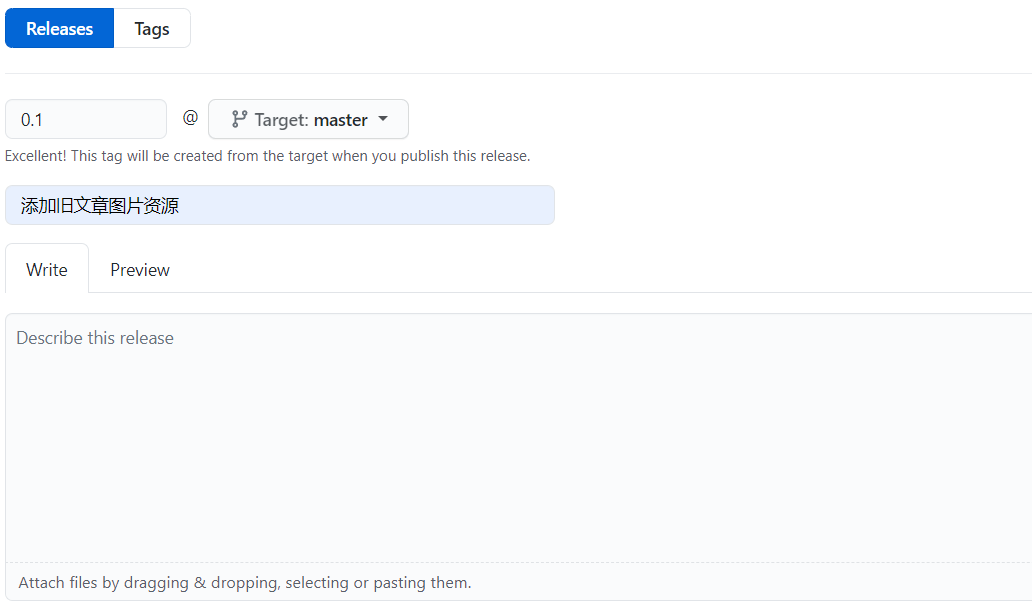 Releases Tags
0.1 @ Target: master
Excellent! This tag will be created from the target when you publish this release.
添加旧文章图片资源
Write Preview
Describe this release
Attach files by dragging & dropping, selecting or pasting them.